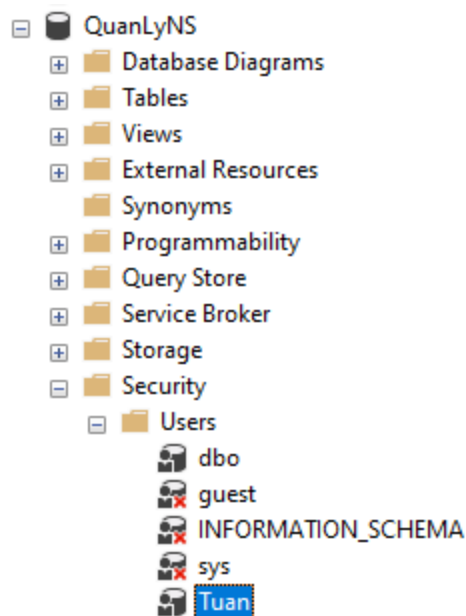 QuanLyNS
Database Diagrams
Tables
Views
External Resources
Synonyms
Programmability
Query Store
Service Broker
Storage
Security
Users
dbo
guest
INFORMATION_SCHEMA
sys
Tuan